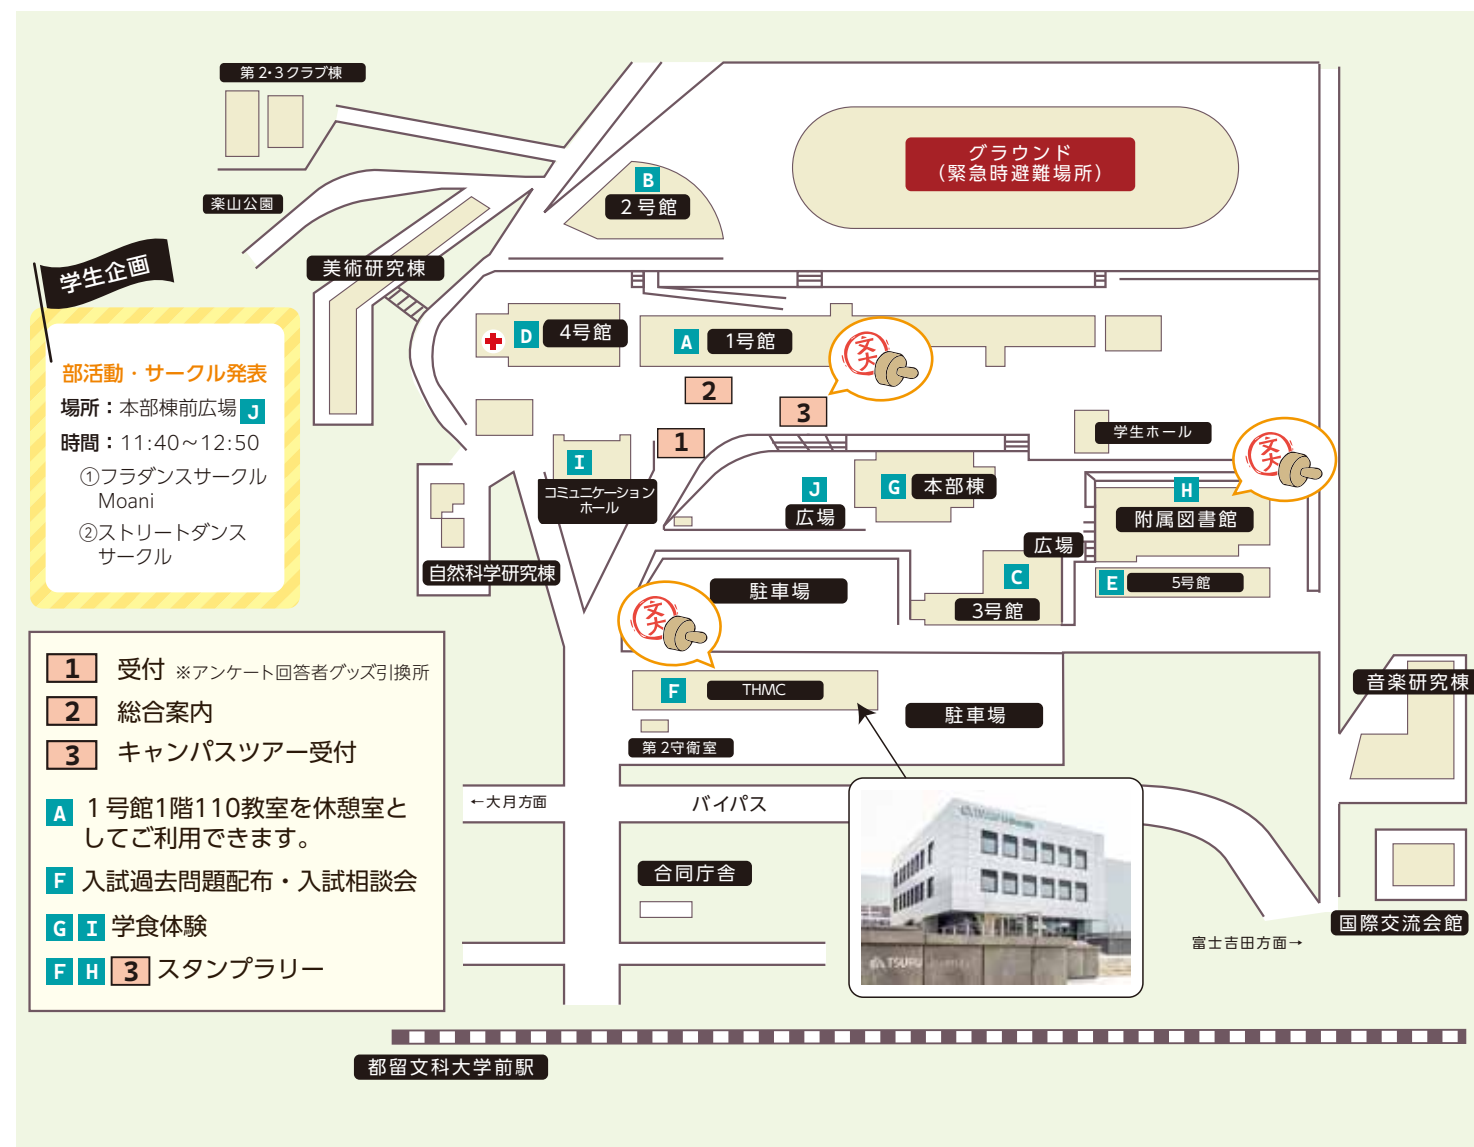 第2・3クラブ棟
楽山公園
美術研究棟
B
2号館
グラウンド
(緊急時避難場所)
学生企画
部活動・サークル発表
場所：本部棟前広場 J
時間：11:40～12:50
①フラダンスサークル
Moani
②ストリートダンス
サークル
D 4号館
A 1号館
文大
2
3
1
学生ホール
文大
I
コミュニケーション
ホール
J
広場
G 本部棟
H
附属図書館
広場
自然科学研究棟
C
3号館
E 5号館
駐車場
文大
F THMC
駐車場
第2守衛室
音楽研究棟
1 受付 ※アンケート回答者グッズ引換所
2 総合案内
3 キャンパスツアー受付
A 1号館1階110教室を休憩室と
してご利用できます。
F 入試過去問題配布・入試相談会
G I 学食体験
F H 3 スタンプラリー
←大月方面
バイパス
合同庁舎
TSURU
国際交流会館
富士吉田方面→
都留文科大学前駅